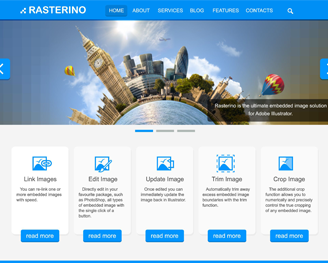 RASTERINO HOME ABOUT SERVICES BLOG FEATURES CONTACTS
Rasterino is the ultimate embedded image solution
for Adobe Illustrator.
Link Images
You can re-link one or
more embedded images
with speed.
read more
Edit Image
Directly edit in your
favourite package, such
as PhotoShop, all types
of embedded image with
the single click of a
button
read more
Update Image
Once edited you can
immediately update the
image back in Illustrator.
read more
Trim Image
Automatically trim away
excess embedded image
boundaries with the trim
function.
read more
Crop Image
The additional crop
function allows you to
numerically and precisely
control the true cropping
of any embedded image.
read more